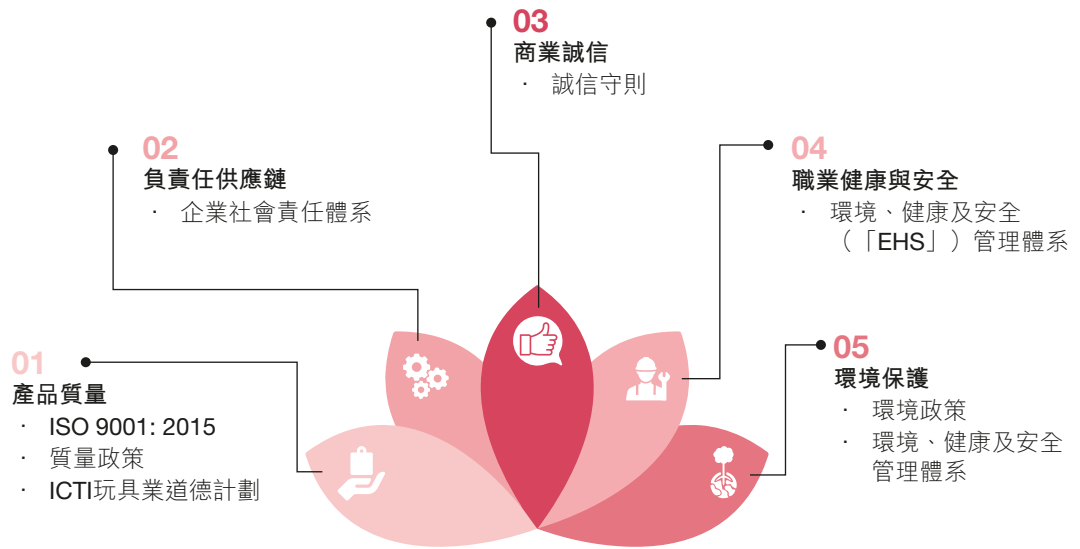 01
產品質量
· ISO 9001: 2015
· 質量政策
· ICTI玩具業道德計劃
02
負責任供應鏈
· 企業社會責任體系
03
商業誠信
· 誠信守則
04
職業健康與安全
· 環境、健康及安全
（「EHS」）管理體系
05
環境保護
· 環境政策
· 環境、健康及安全
管理體系